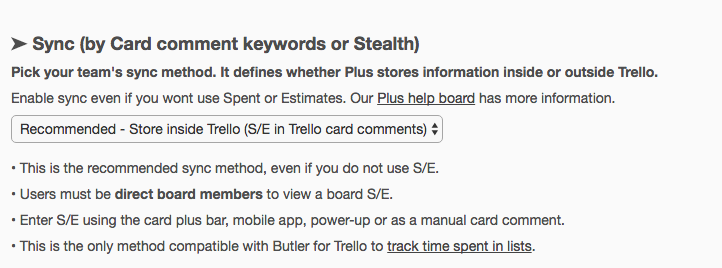 ➤ Sync (by Card comment keywords or Stealth)
Pick your team's sync method. It defines whether Plus stores information inside or outside Trello.
Enable sync even if you wont use Spent or Estimates. Our Plus help board has more information.
Recommended - Store inside Trello (S/E in Trello card comments)
• This is the recommended sync method, even if you do not use S/E.
• Users must be direct board members to view a board S/E.
• Enter S/E using the card plus bar, mobile app, power-up or as a manual card comment.
• This is the only method compatible with Butler for Trello to track time spent in lists.